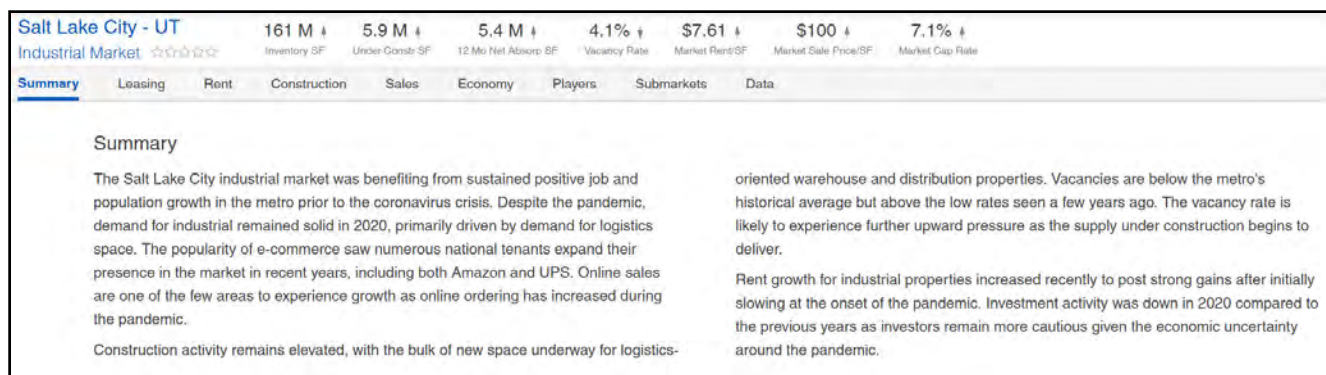 Salt Lake City - UT
Industrial Market
161 M
Inventory SF
5.9 M
Under Constr SF
5.4 M
12 Mo Net Absorp SF
4.1%
Vacancy Rate
$7.61
Market Rent/SF
$100
Market Sale Price/SF
7.1%
Market Cap Rate
Summary Leasing Rent Construction Sales Economy Players Submarkets Data
Summary
The Salt Lake City industrial market was benefiting from sustained positive job and
population growth in the metro prior to the coronavirus crisis. Despite the pandemic,
demand for industrial remained solid in 2020, primarily driven by demand for logistics
space. The popularity of e-commerce saw numerous national tenants expand their
presence in the market in recent years, including both Amazon and UPS. Online sales
are one of the few areas to experience growth as online ordering has increased during
the pandemic.
Construction activity remains elevated, with the bulk of new space underway for logistics-
oriented warehouse and distribution properties. Vacancies are below the metro's
historical average but above the low rates seen a few years ago. The vacancy rate is
likely to experience further upward pressure as the supply under construction begins to
deliver.
Rent growth for industrial properties increased recently to post strong gains after initially
slowing at the onset of the pandemic. Investment activity was down in 2020 compared to
the previous years as investors remain more cautious given the economic uncertainty
around the pandemic.